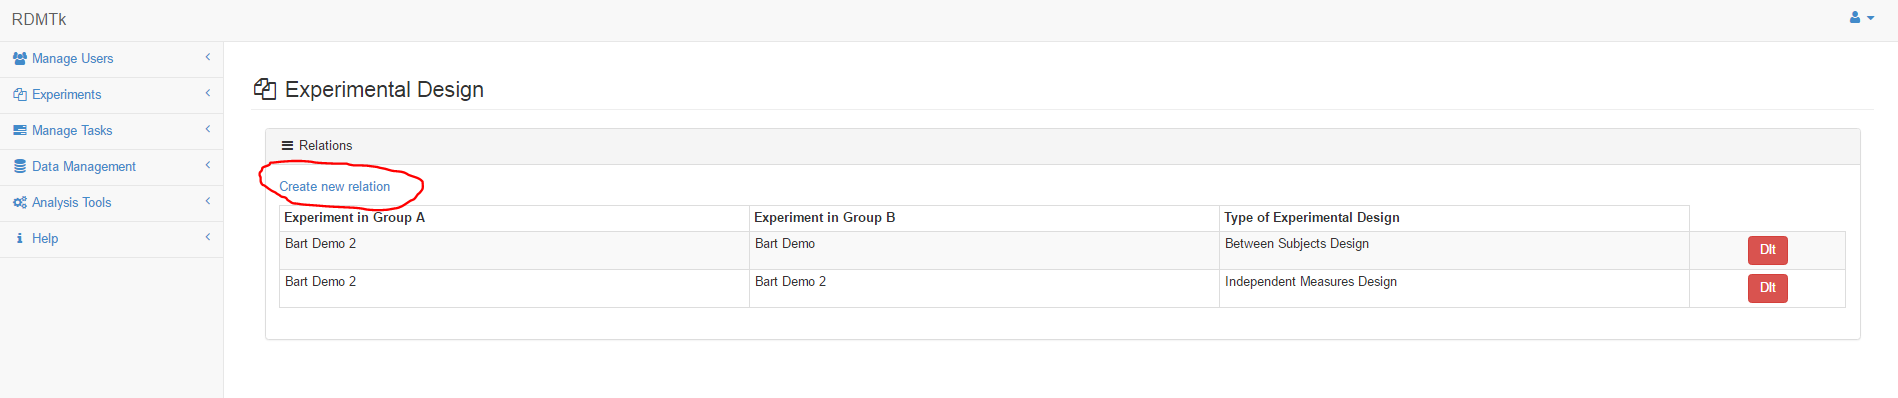 RDMTk
Manage Users
Experiments
Manage Tasks
Data Management
Analysis Tools
Help
Experimental Design
Relations
Create new relation
Experiment in Group A Experiment in Group B Type of Experimental Design
Bart Demo 2 Bart Demo Between Subjects Design Dlt
Bart Demo 2 Bart Demo 2 Independent Measures Design Dlt